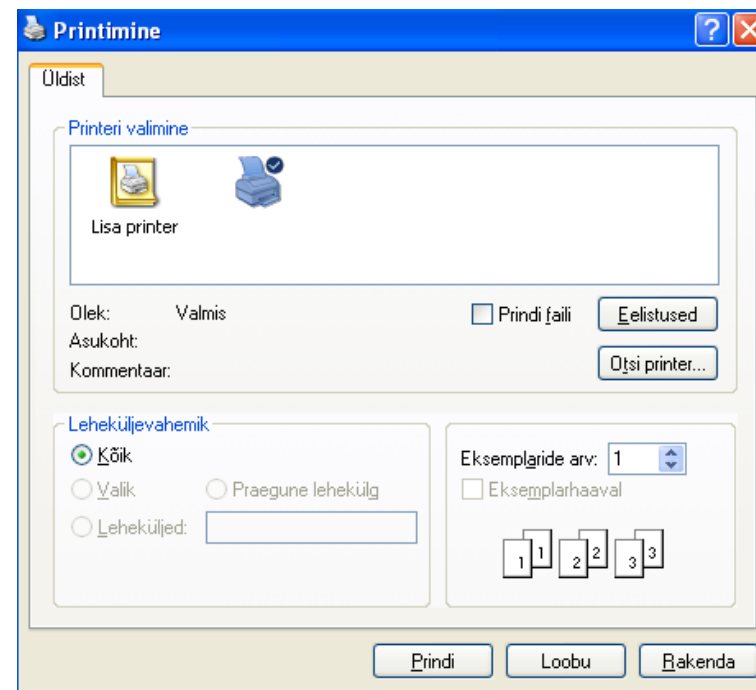 Printimine
Üldist
Printeri valimine
Lisa printer
Olek: Valmis
Prindi faili
Eelistused
Asukoht:
Kommentaar:
Otsi printer...
Leheküljevahemik
Kõik
Valik
Praegune lehekülg
Leheküljed:
Eksemplaride arv: 1
Eksemplarhaaval
1 1 2 2 3 3
Prindi
Loobu
Rakenda